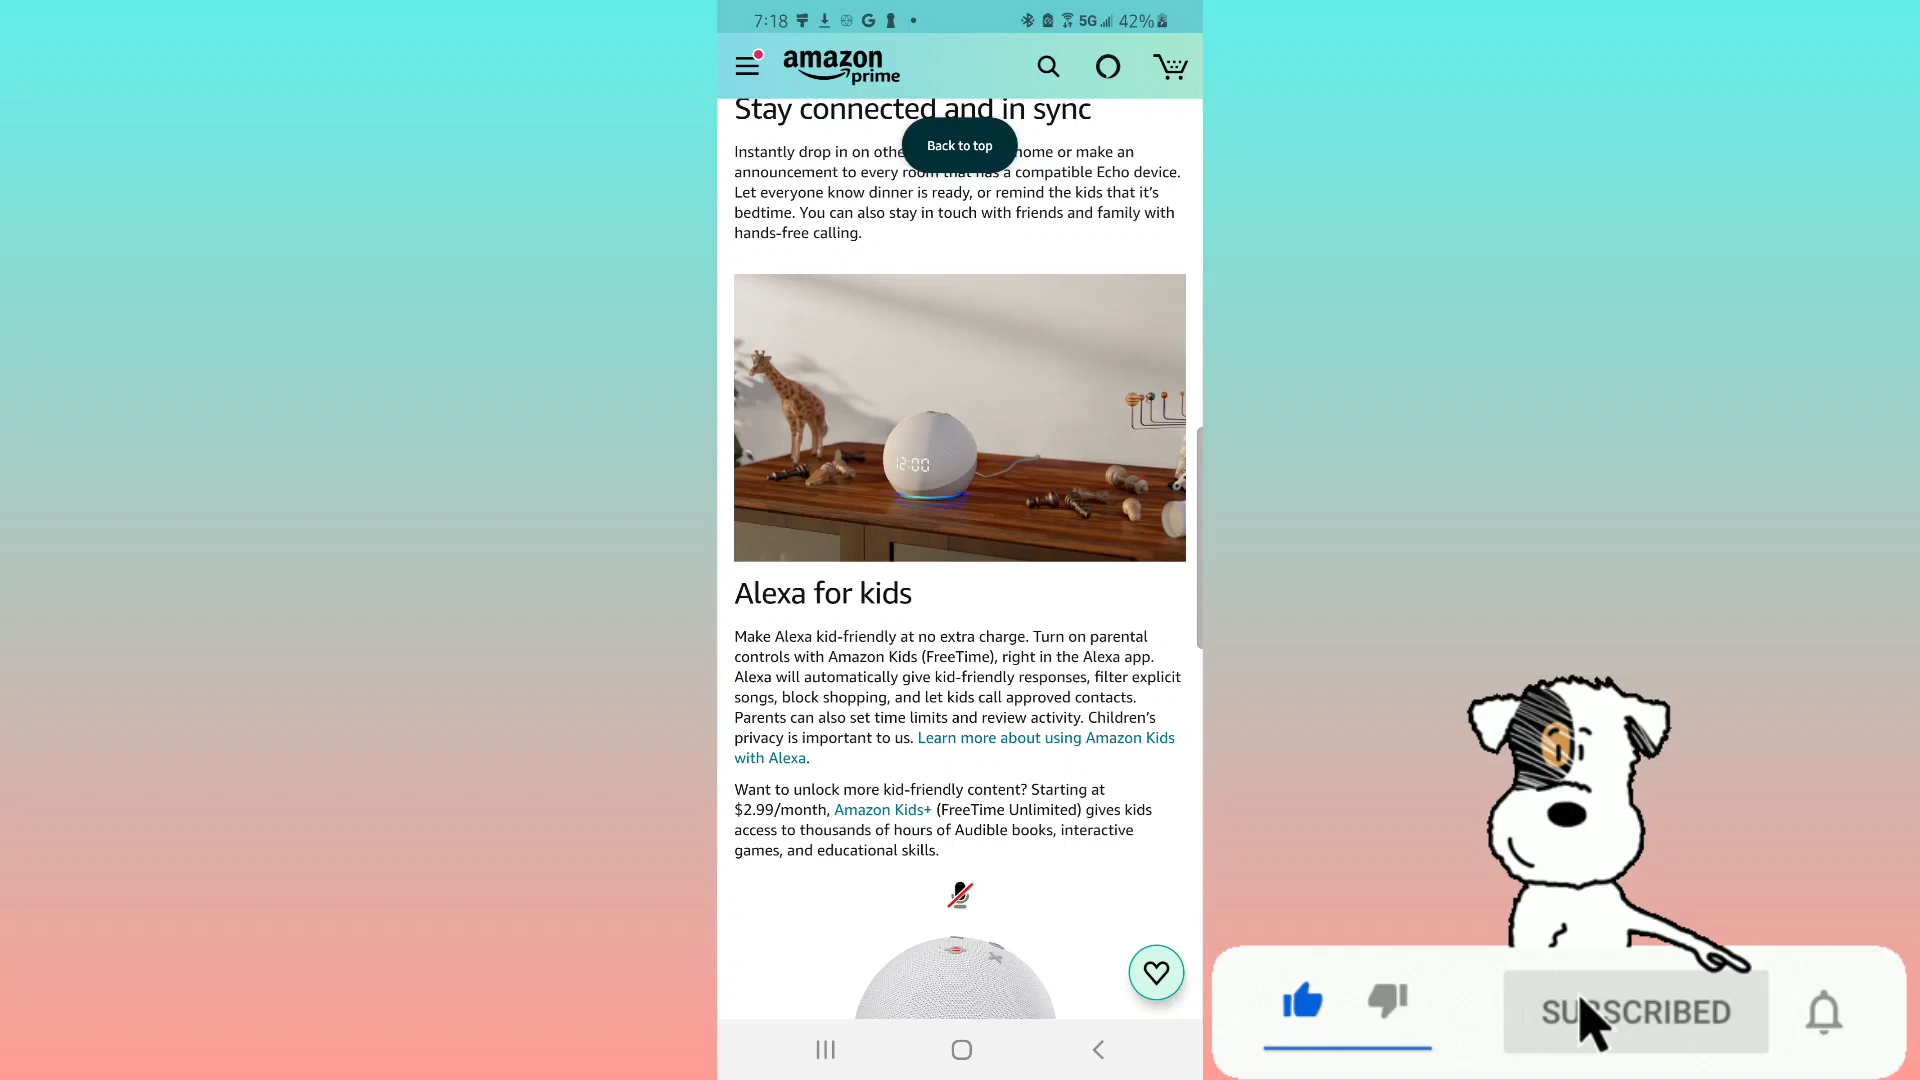 7:18
5G 42%
amazon
prime
Stay connected and in sync
Back to top
Instantly drop in on home or make an
announcement to every room that has a compatible Echo device.
Let everyone know dinner is ready, or remind the kids that it's
bedtime. You can also stay in touch with friends and family with
hands-free calling.
12:00
Alexa for kids
Make Alexa kid-friendly at no extra charge. Turn on parental
controls with Amazon Kids (FreeTime), right in the Alexa app.
Alexa will automatically give kid-friendly responses, filter explicit
songs, block shopping, and let kids call approved contacts.
Parents can also set time limits and review activity. Children's
privacy is important to us. Learn more about using Amazon Kids
with Alexa.
Want to unlock more kid-friendly content? Starting at
$2.99/month, Amazon Kids+ (FreeTime Unlimited) gives kids
access to thousands of hours of Audible books, interactive
games, and educational skills.
SUBSCRIBED